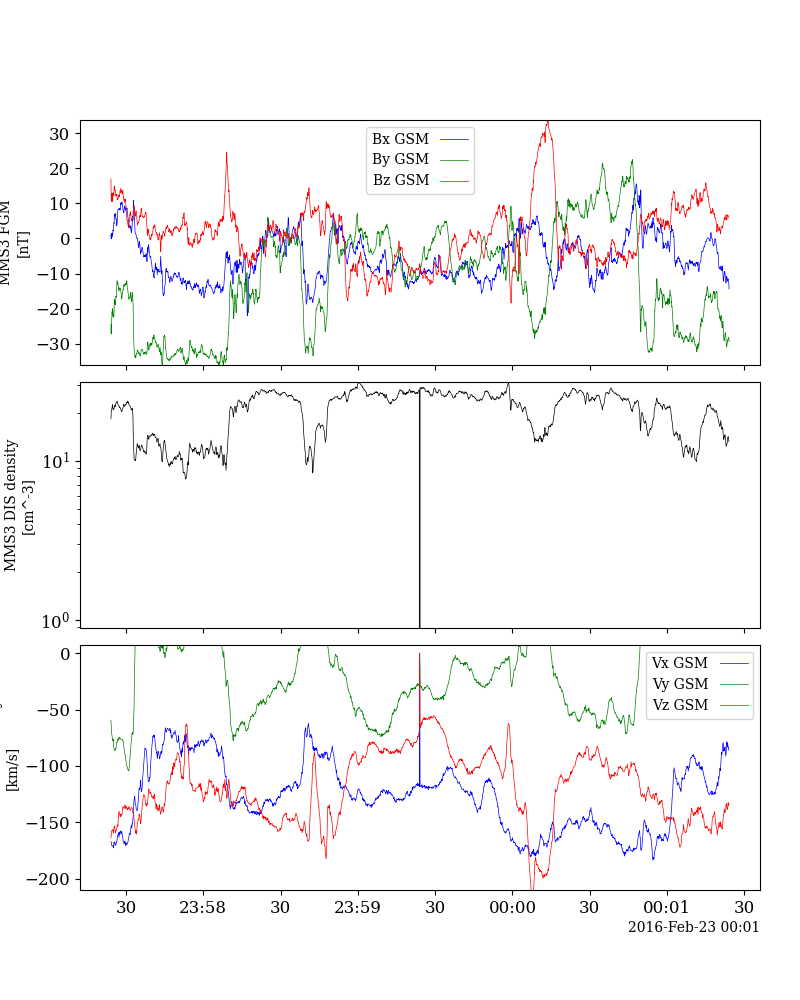 30
20
10
0
−10
−20
−30
MMS3 FGM
[nT]
Bx GSM
By GSM
Bz GSM
10^1
10^0
MMS3 DIS density
[cm^-3]
0
−50
−100
−150
−200
[km/s]
Vx GSM
Vy GSM
Vz GSM
30 23:58 30 23:59 30 00:00 30 00:01 30
2016-Feb-23 00:01